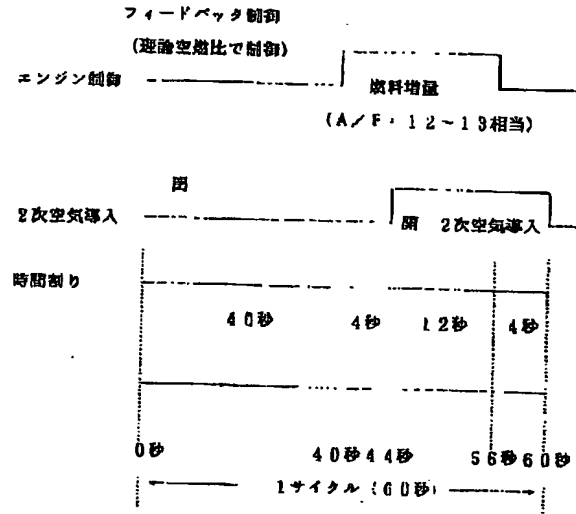 フィードバック制御
(理論空燃比で制御)
エンジン制御
燃料増量
(A/F:12~13相当)
閉
2次空気導入
開 2次空気導入
時間割り
40秒 4秒 12秒 4秒
0秒 40秒 44秒 56秒 60秒
1サイクル(60秒)